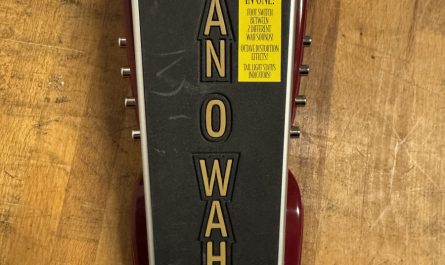 IN ONE:
FOOT SWITCH
BETWEEN
2 DIFFERENT
WAH SOUNDS!
OCTAVE DISTORTION
EFFECTS!
TAIL LIGHT STATUS
INDICATORS!
AN O WAH